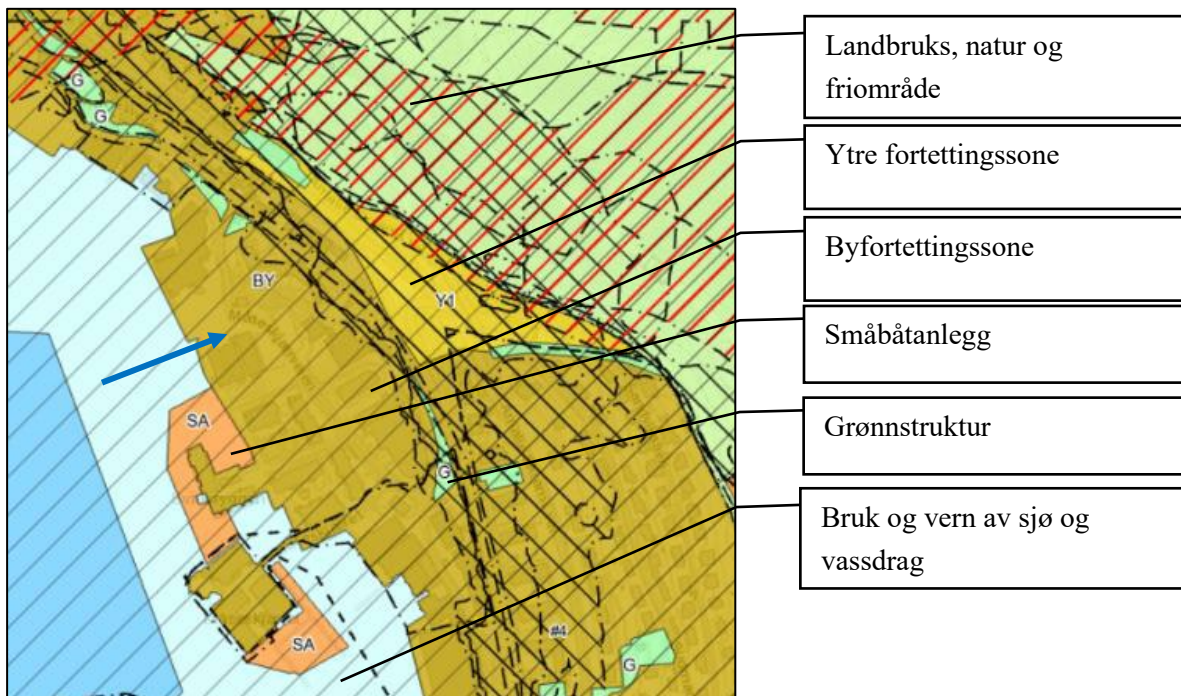 Landbruks, natur og
friområde
Ytre fortettingssone
Byfortettingssone
Småbåtanlegg
Grønnstruktur
Bruk og vern av sjø og
vassdrag
G
G
BY
Y1
SA
G
SA
#4
G